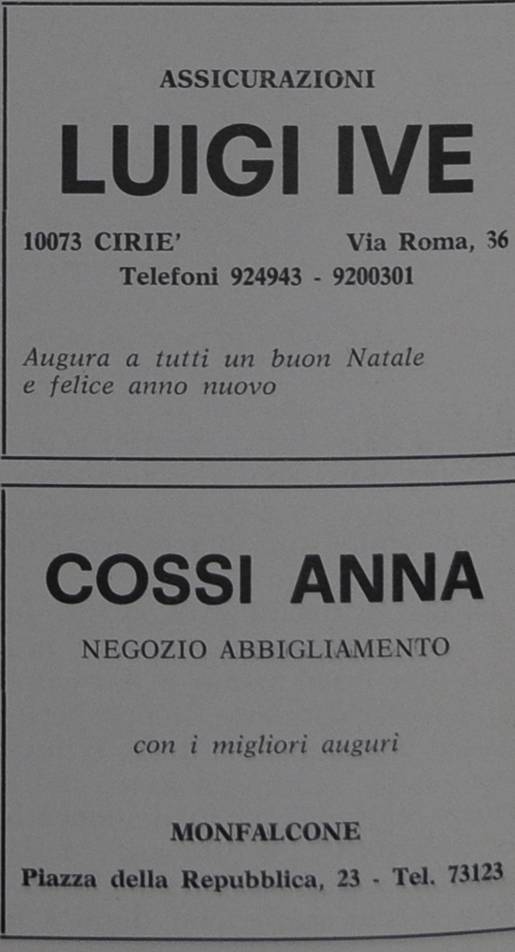 ASSICURAZIONI
LUIGI IVE
10073 CIRIE' Via Roma, 36
Telefoni 924943 - 9200301
Augura a tutti un buon Natale
e felice anno nuovo
COSSI ANNA
NEGOZIO ABBIGLIAMENTO
con i migliori auguri
MONFALCONE
Piazza della Repubblica, 23 - Tel. 73123